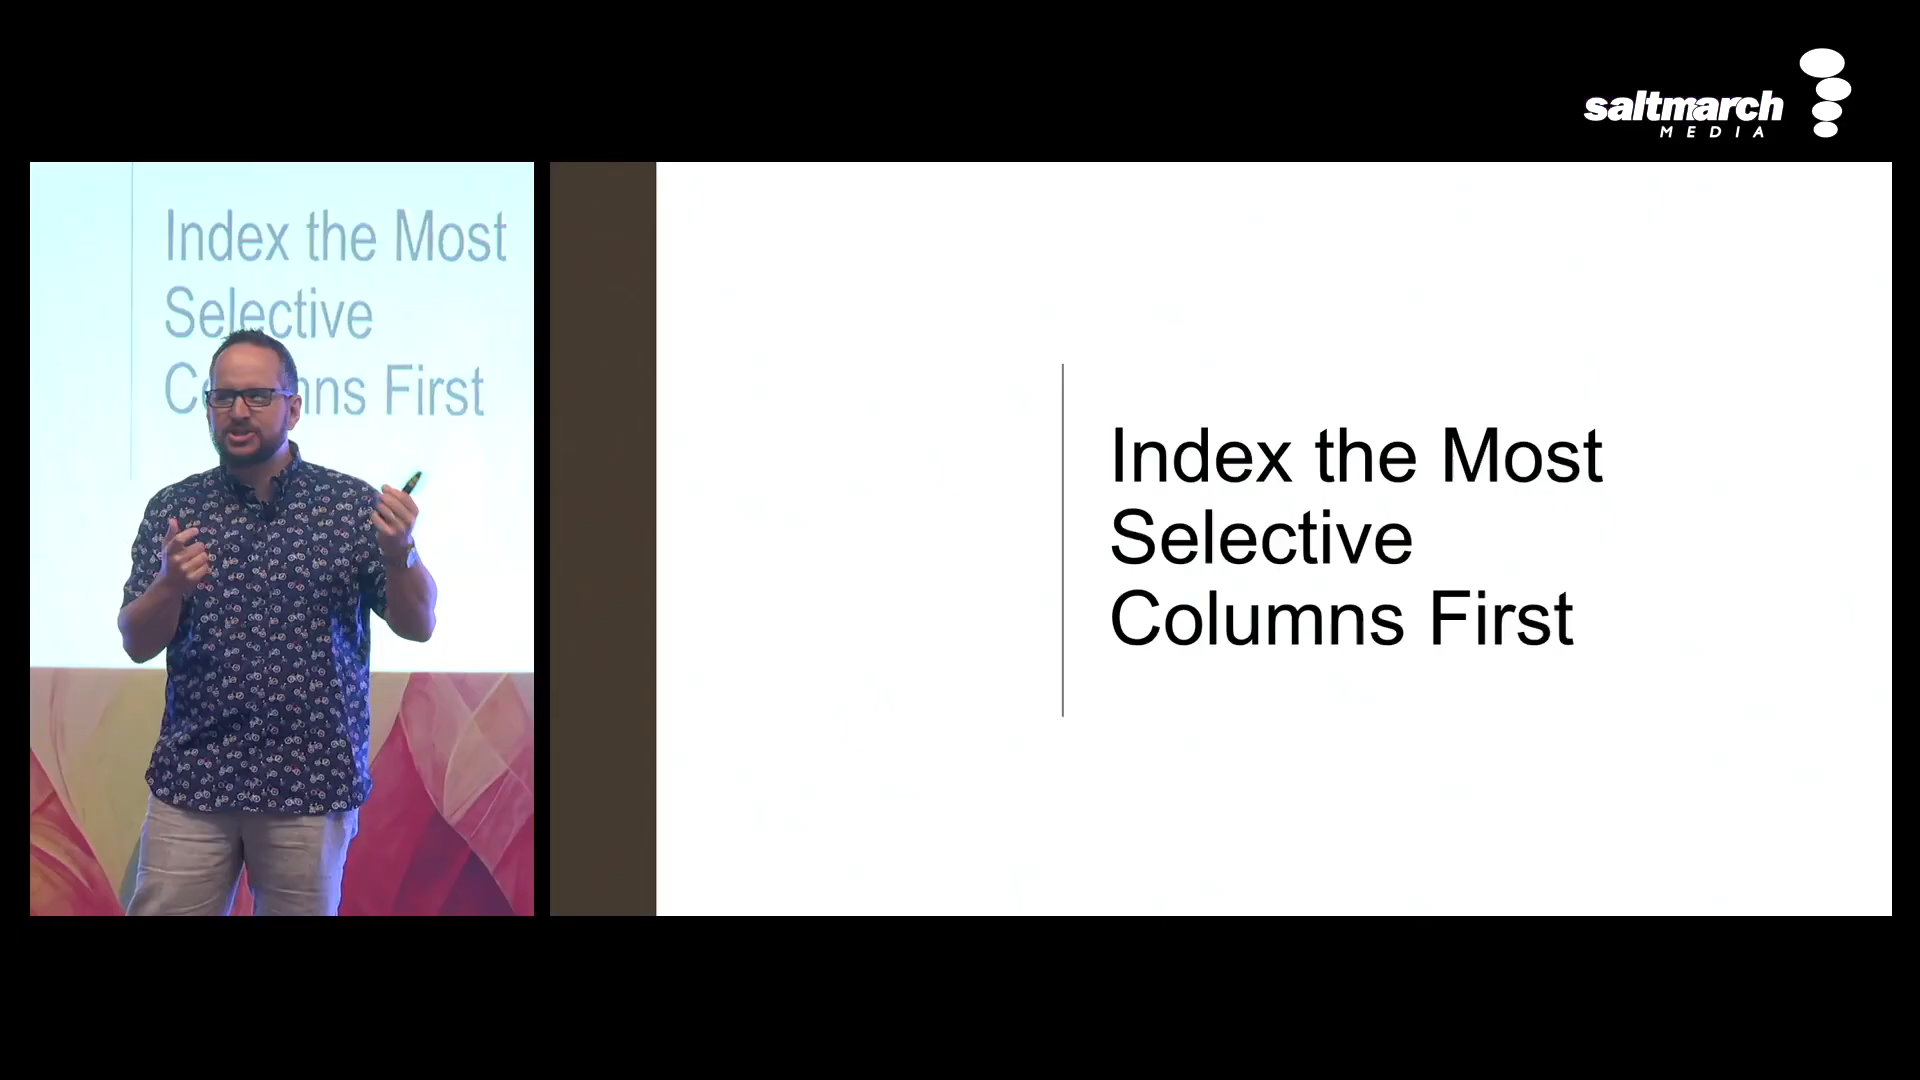 saltmarch
MEDIA
Index the Most
Selective
Columns First
Index the Most
Selective
Columns First